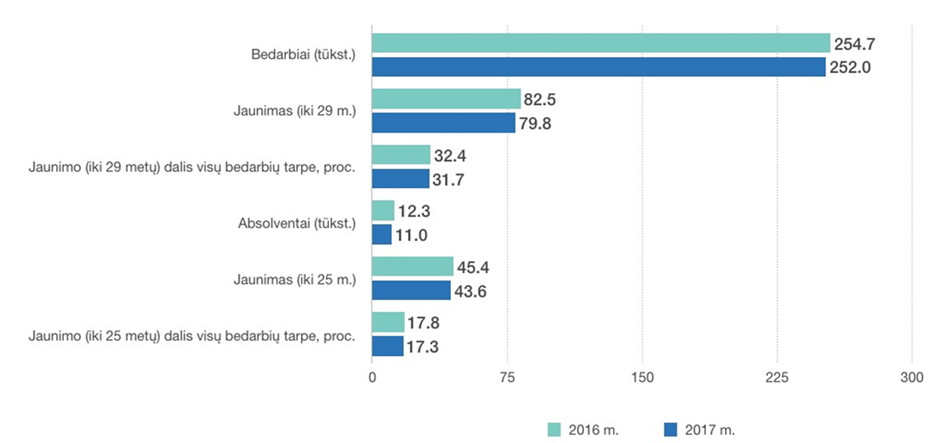 Bedarbiai (tūkst.)
254.7
252.0
Jaunimas (iki 29 m.)
82.5
79.8
Jaunimo (iki 29 metų) dalis visų bedarbių tarpe, proc.
32.4
31.7
Absolventai (tūkst.)
12.3
11.0
Jaunimas (iki 25 m.)
45.4
43.6
Jaunimo (iki 25 metų) dalis visų bedarbių tarpe, proc.
17.8
17.3
0 75 150 225 300
2016 m. 2017 m.